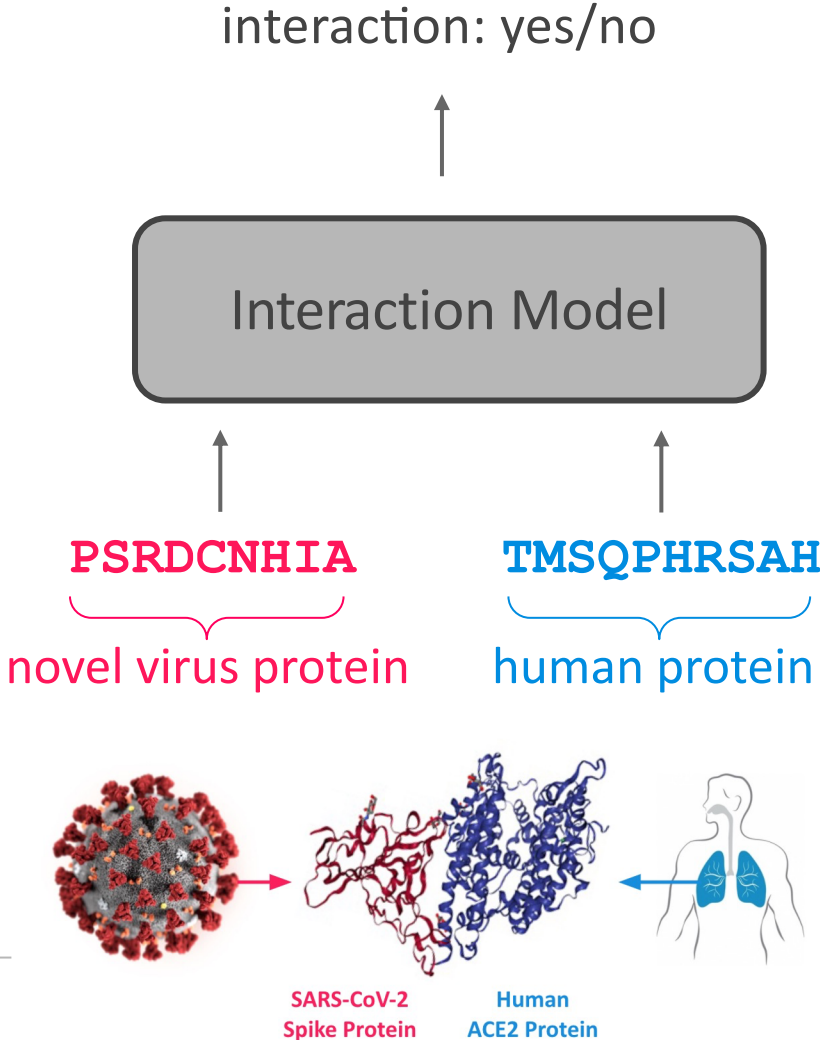 interaction: yes/no
Interaction Model
PSRDCNHIA
TMSQPHRSAH
novel virus protein
human protein
SARS-CoV-2
Spike Protein
Human
ACE2 Protein